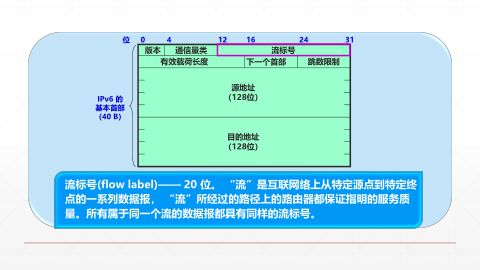 位 0 4 12 16 24 31
版本 通信量类 流标号
有效载荷长度 下一个首部 跳数限制
IPv6 的
基本首部
(40 B)
源地址
(128位)
目的地址
(128位)
流标号(flow label)—— 20 位。 “流”是互联网络上从特定源点到特定终
点的一系列数据报， “流”所经过的路径上的路由器都保证指明的服务质
量。所有属于同一个流的数据报都具有同样的流标号。